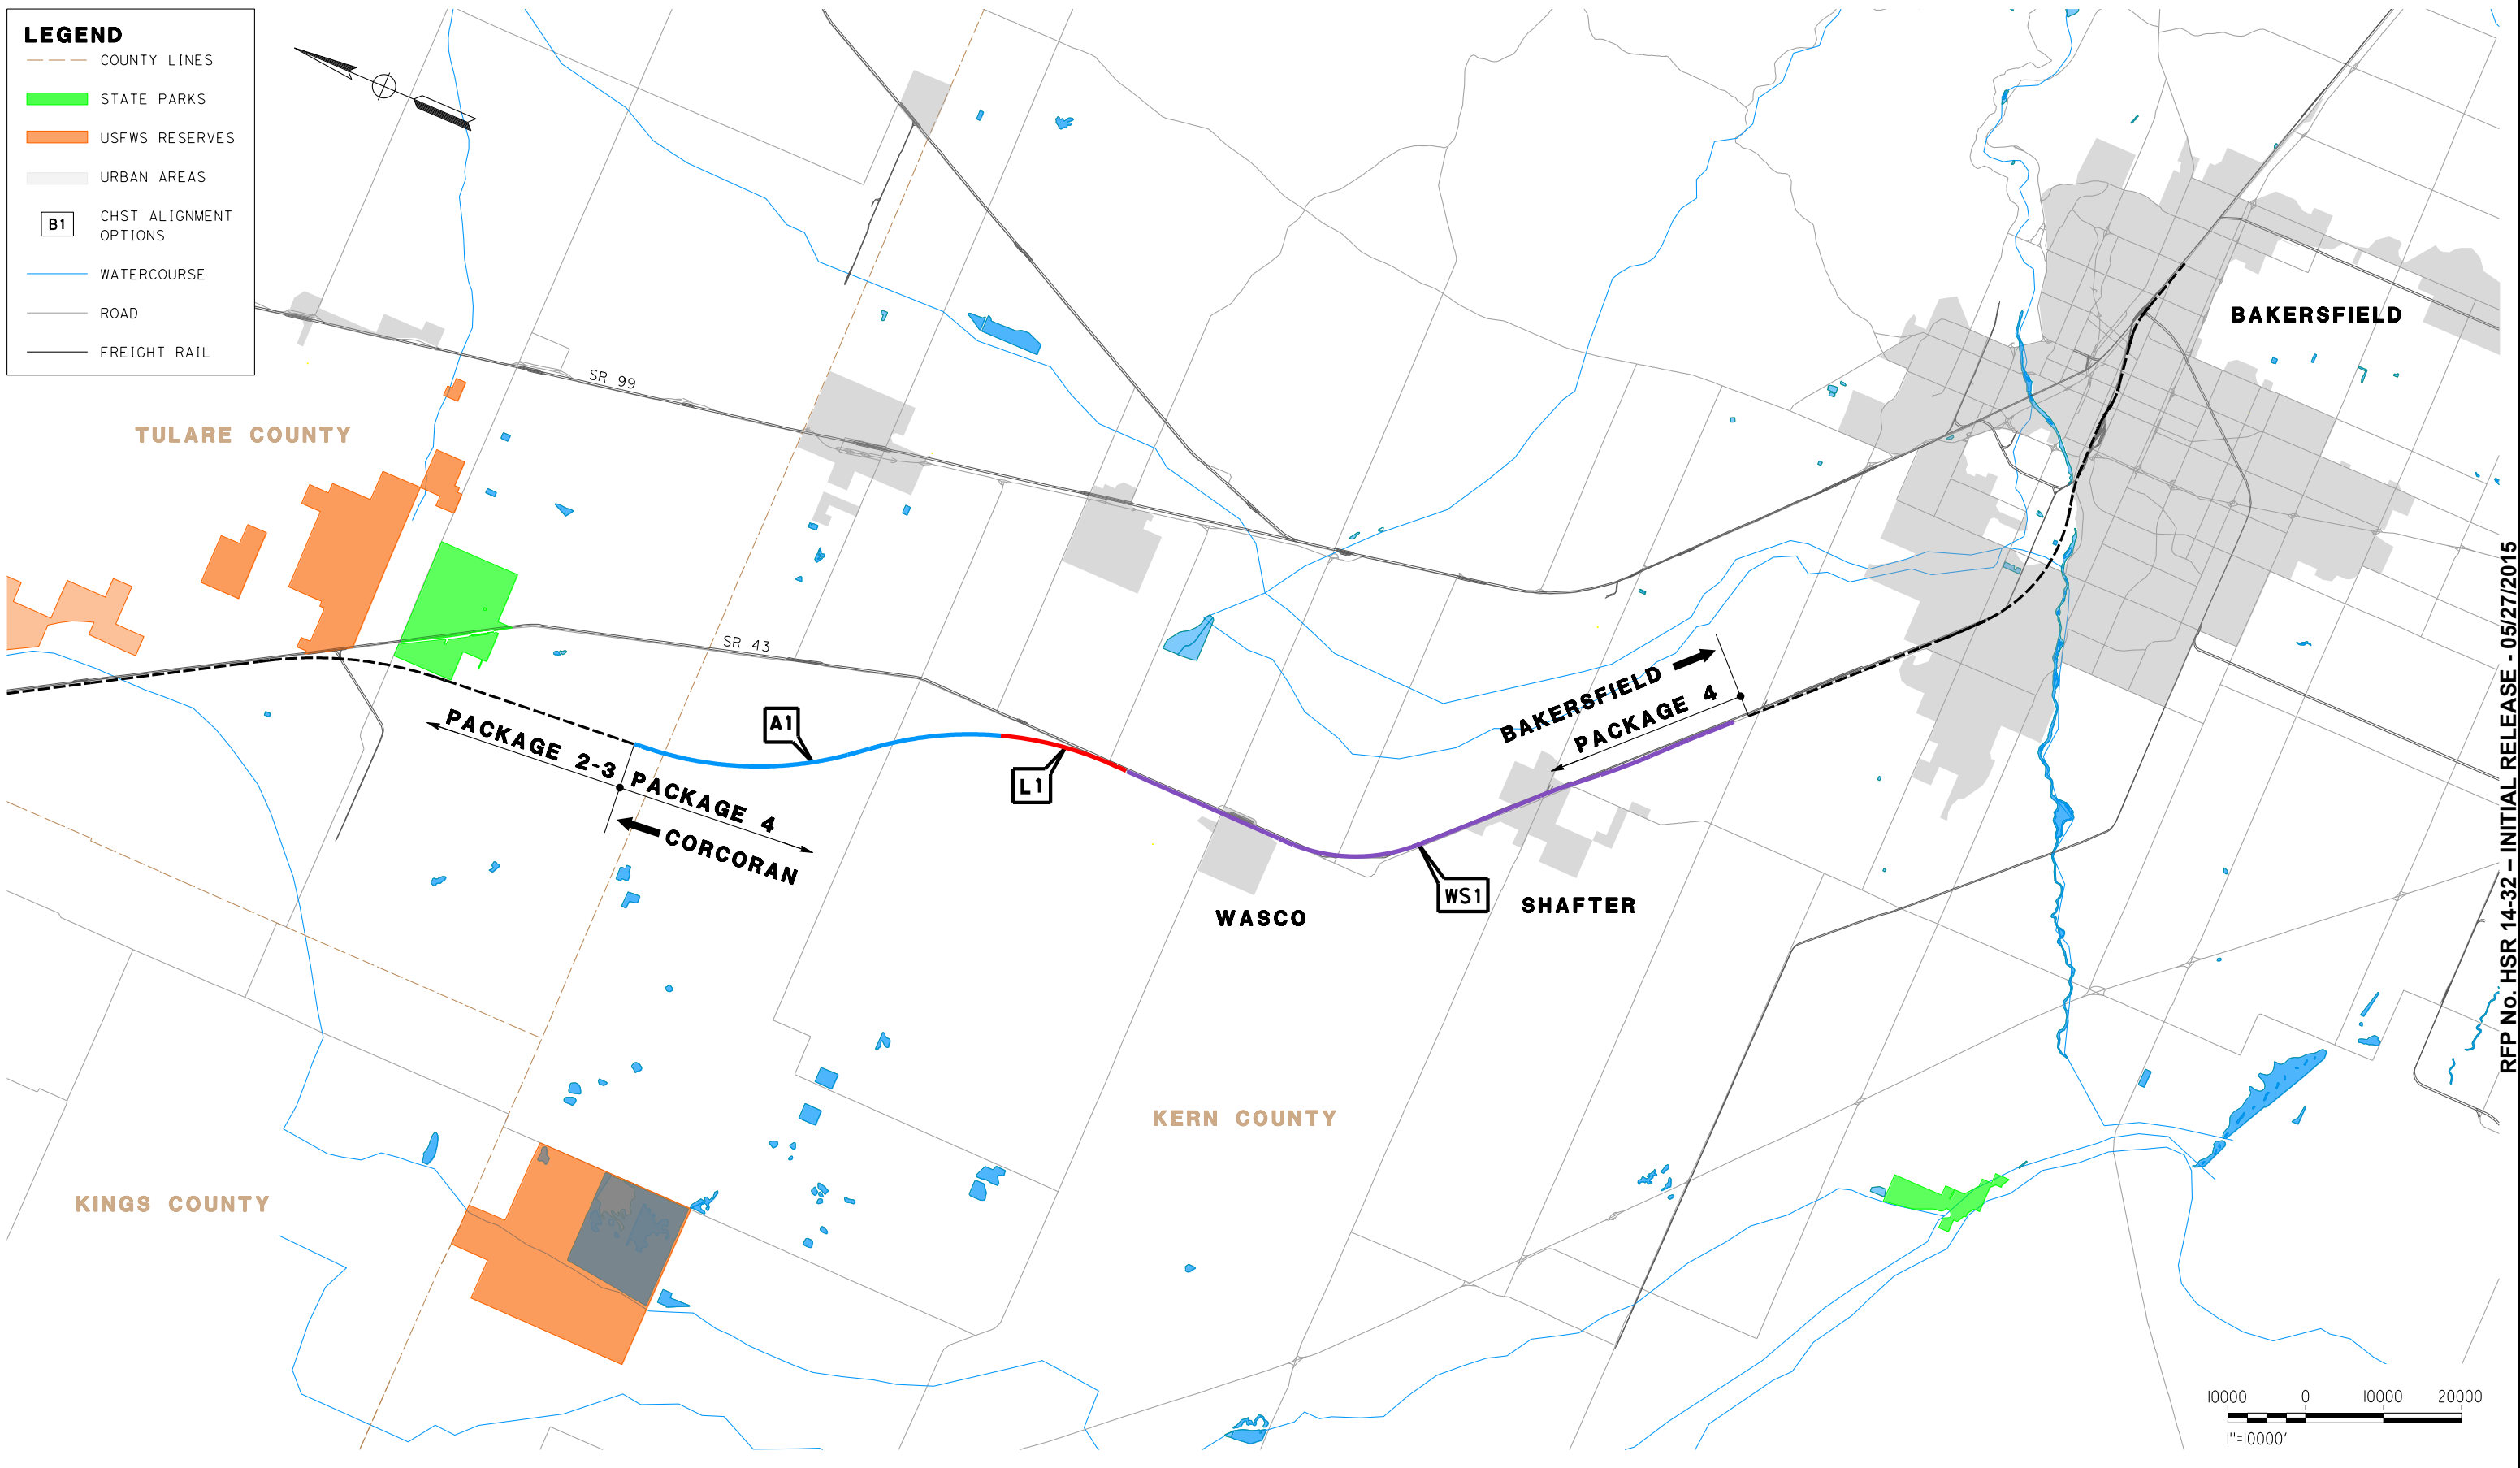 LEGEND
COUNTY LINES
STATE PARKS
USFWS RESERVES
URBAN AREAS
B1
CHST ALIGNMENT
OPTIONS
WATERCOURSE
ROAD
FREIGHT RAIL
BAKERSFIELD
SR 99
TULARE COUNTY
SR 43
BAKERSFIELD
PACKAGE 4
A1
PACKAGE 2-3
PACKAGE 4
CORCORAN
L1
WS1
WASCO
SHAFTER
KERN COUNTY
KINGS COUNTY
RFP No. HSR 14-32 – INITIAL RELEASE - 05/27/2015
10000 0 10000 20000
1"=10000'